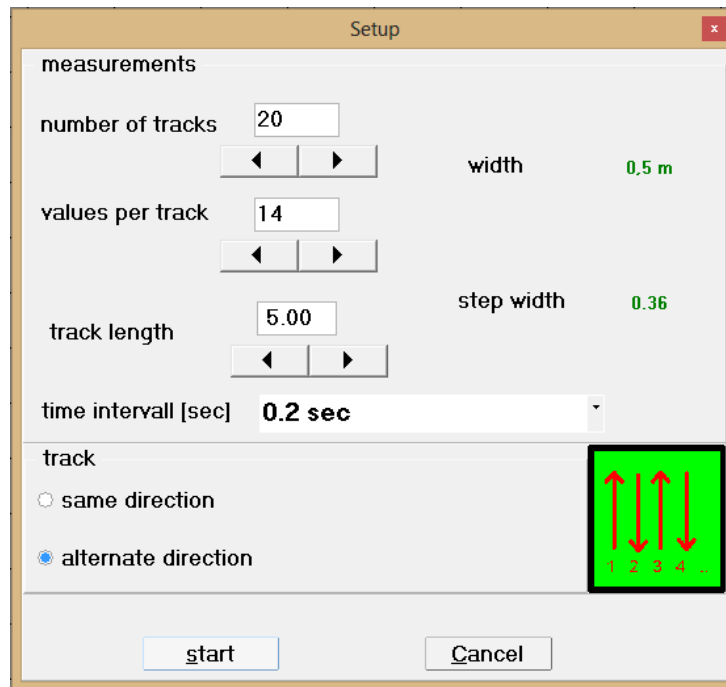 Setup
x
measurements
number of tracks 20
width 0,5 m
values per track 14
step width 0.36
track length 5.00
time intervall [sec] 0.2 sec
track
same direction
alternate direction
1 2 3 4 ..
start Cancel